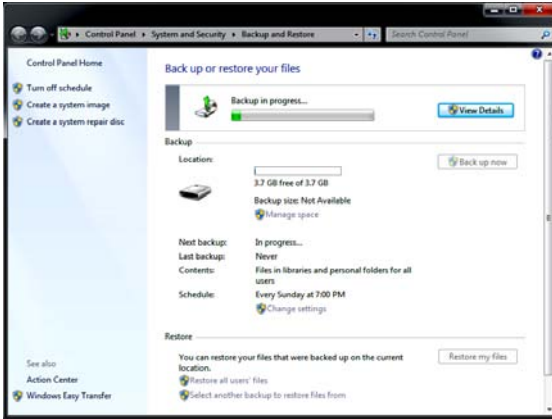 Control Panel ▸ System and Security ▸ Backup and Restore
Search Control Panel
Control Panel Home
Turn off schedule
Create a system image
Create a system repair disc
Back up or restore your files
Backup in progress...
View Details
Backup
Location:
Back up now
3.7 GB free of 3.7 GB
Backup size: Not Available
Manage space
Next backup: In progress...
Last backup: Never
Contents: Files in libraries and personal folders for all
users
Schedule: Every Sunday at 7:00 PM
Change settings
Restore
You can restore your files that were backed up on the current
location.
Restore my files
Restore all users' files
Select another backup to restore files from
See also
Action Center
Windows Easy Transfer